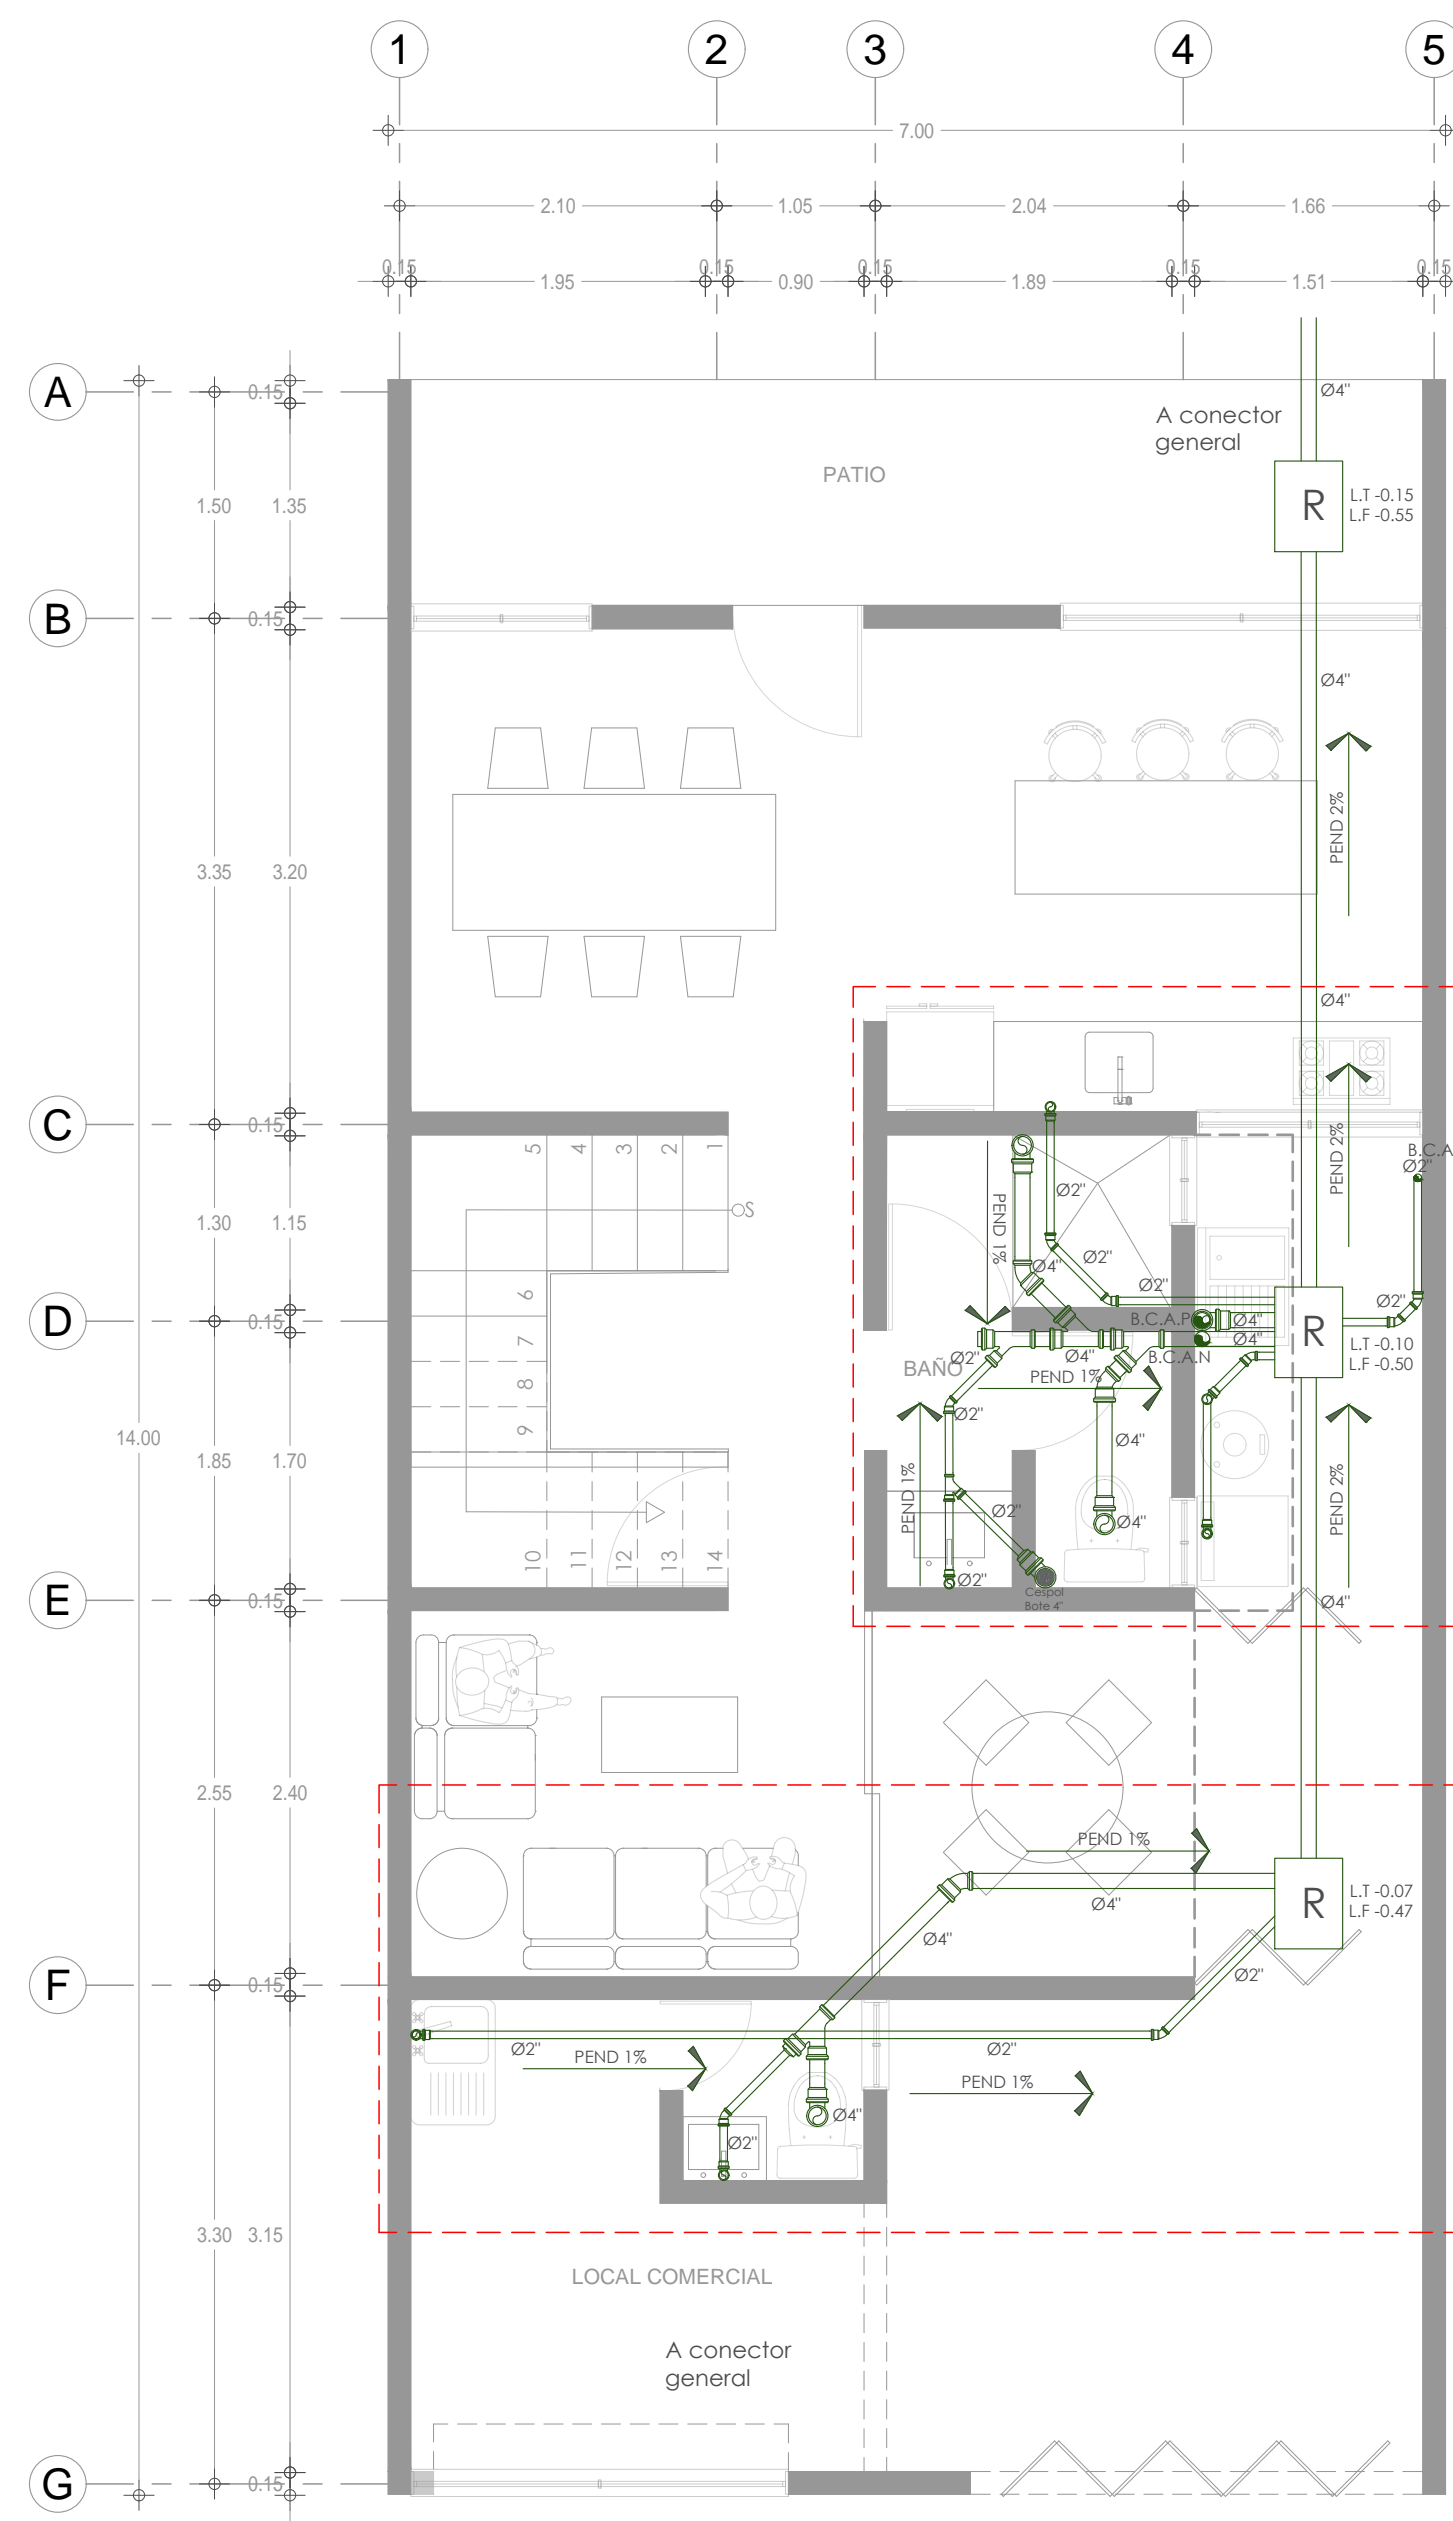 1
2
3
4
5
7.00
2.10
1.05
2.04
1.66
0.15
0.15
0.15
0.15
0.15
1.95
0.90
1.89
1.51
A
0.15
Ø4"
A conector
general
PATIO
R
L.T -0.15
L.F -0.55
1.50
1.35
B
0.15
Ø4"
PEND 2%
3.35
3.20
Ø4"
C
0.15
5
4
3
2
1
PEND 2%
B.C.A
Ø2"
Ø2"
PEND 1%
S
1.30
1.15
Ø2"
Ø4"
Ø2"
6
Ø2"
D
0.15
7
B.C.A.P
Ø4"
Ø4"
B.C.A.N
R
L.T -0.10
L.F -0.50
BAÑO
Ø2"
Ø4"
PEND 1%
8
9
Ø2"
14.00
1.85
1.70
Ø4"
PEND 1%
PEND 2%
Ø2"
Ø4"
10
11
12
13
14
Ø2"
Cespol
Bote 4"
E
0.15
Ø4"
2.55
2.40
PEND 1%
R
L.T -0.07
L.F -0.47
Ø4"
Ø4"
F
0.15
Ø2"
Ø2"
PEND 1%
Ø2"
PEND 1%
Ø4"
Ø2"
3.30
3.15
LOCAL COMERCIAL
A conector
general
G
0.15